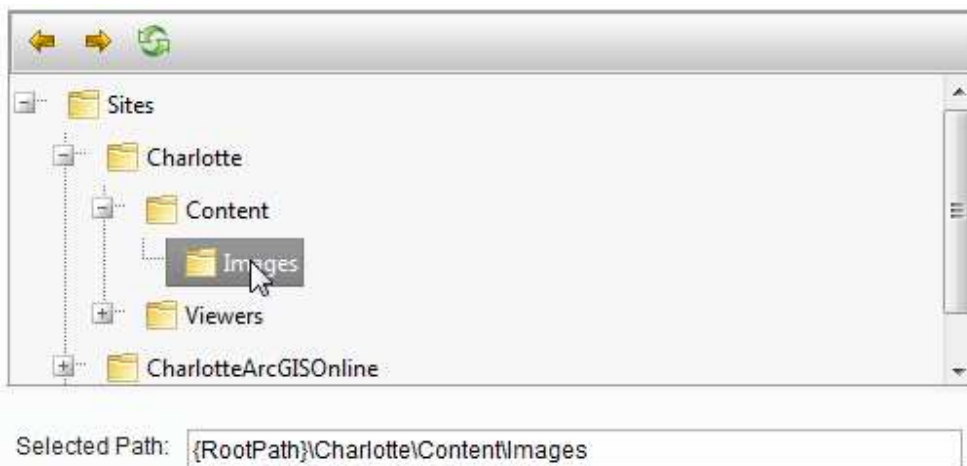 Sites
Charlotte
Content
Images
Viewers
CharlotteArcGISOnline
Selected Path: {RootPath}\Charlotte\Content\Images